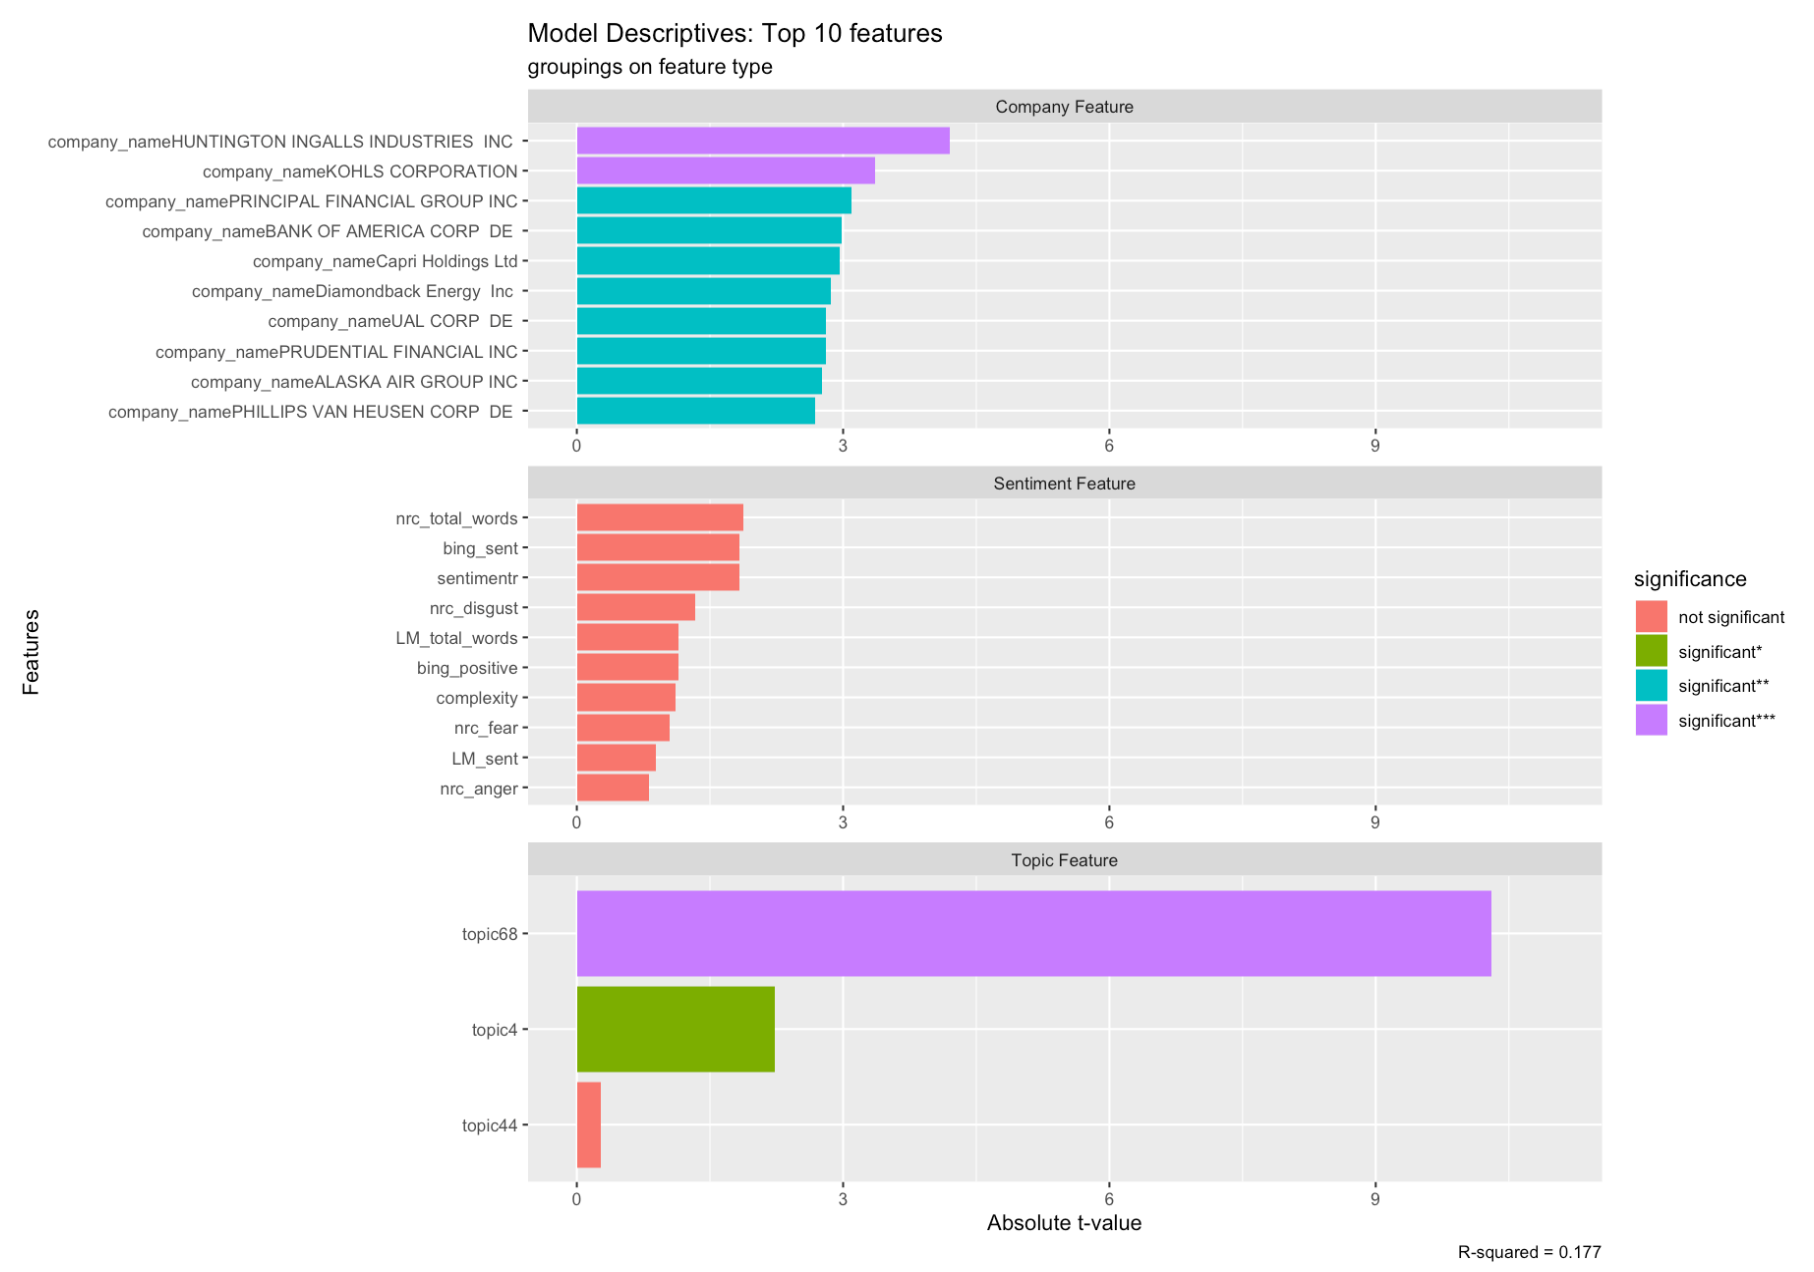 Model Descriptives: Top 10 features
groupings on feature type
Company Feature
company_nameHUNTINGTON INGALLS INDUSTRIES  INC
company_nameKOHLS CORPORATION
company_namePRINCIPAL FINANCIAL GROUP INC
company_nameBANK OF AMERICA CORP  DE
company_nameCapri Holdings Ltd
company_nameDiamondback Energy  Inc
company_nameUAL CORP  DE
company_namePRUDENTIAL FINANCIAL INC
company_nameALASKA AIR GROUP INC
company_namePHILLIPS VAN HEUSEN CORP  DE
0 3 6 9
Sentiment Feature
nrc_total_words
bing_sent
sentimentr
nrc_disgust
LM_total_words
bing_positive
complexity
nrc_fear
LM_sent
nrc_anger
0 3 6 9
Topic Feature
topic68
topic4
topic44
0 3 6 9
Absolute t-value
Features
significance
not significant
significant*
significant**
significant***
R-squared = 0.177